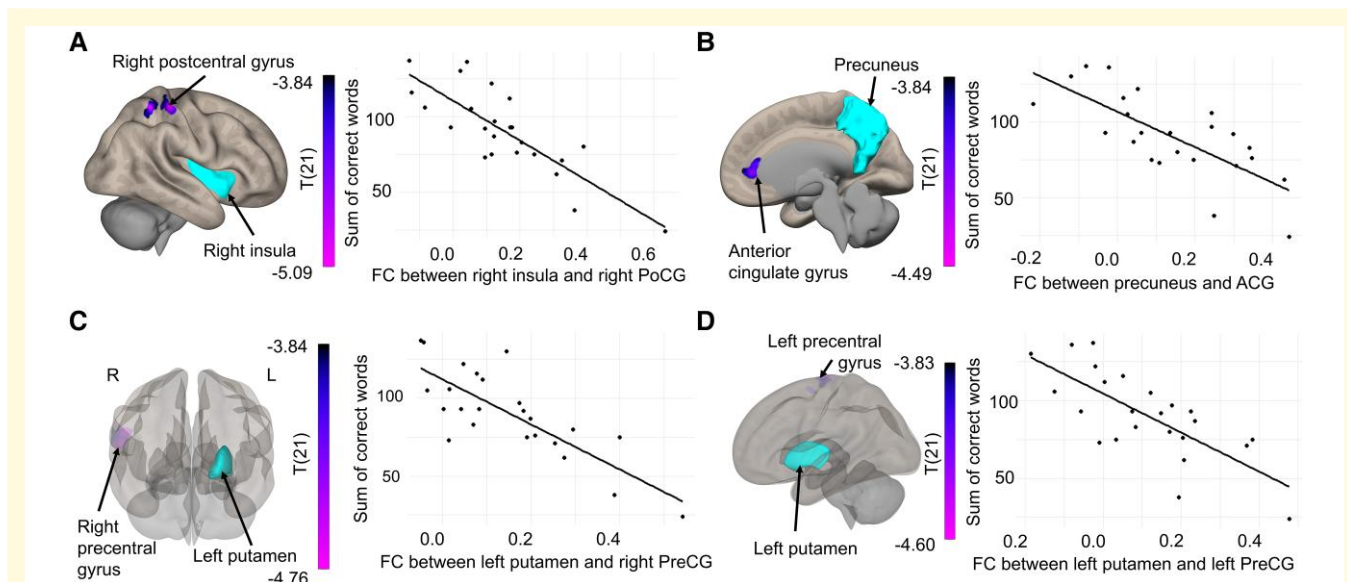 A
Right postcentral gyrus
-3.84
T(21)
-5.09
Right insula
Sum of correct words
100
50
0.0 0.2 0.4 0.6
FC between right insula and right PoCG
B
Precuneus
-3.84
T(21)
-4.49
Anterior
cingulate gyrus
Sum of correct words
100
50
-0.2 0.0 0.2 0.4
FC between precuneus and ACG
C
R L
-3.84
T(21)
-4.76
Right
precentral
gyrus
Left putamen
Sum of correct words
100
50
0.0 0.2 0.4
FC between left putamen and right PreCG
D
Left precentral
gyrus
-3.83
T(21)
-4.60
Left putamen
Sum of correct words
100
50
0.2 0.0 0.2 0.4
FC between left putamen and left PreCG